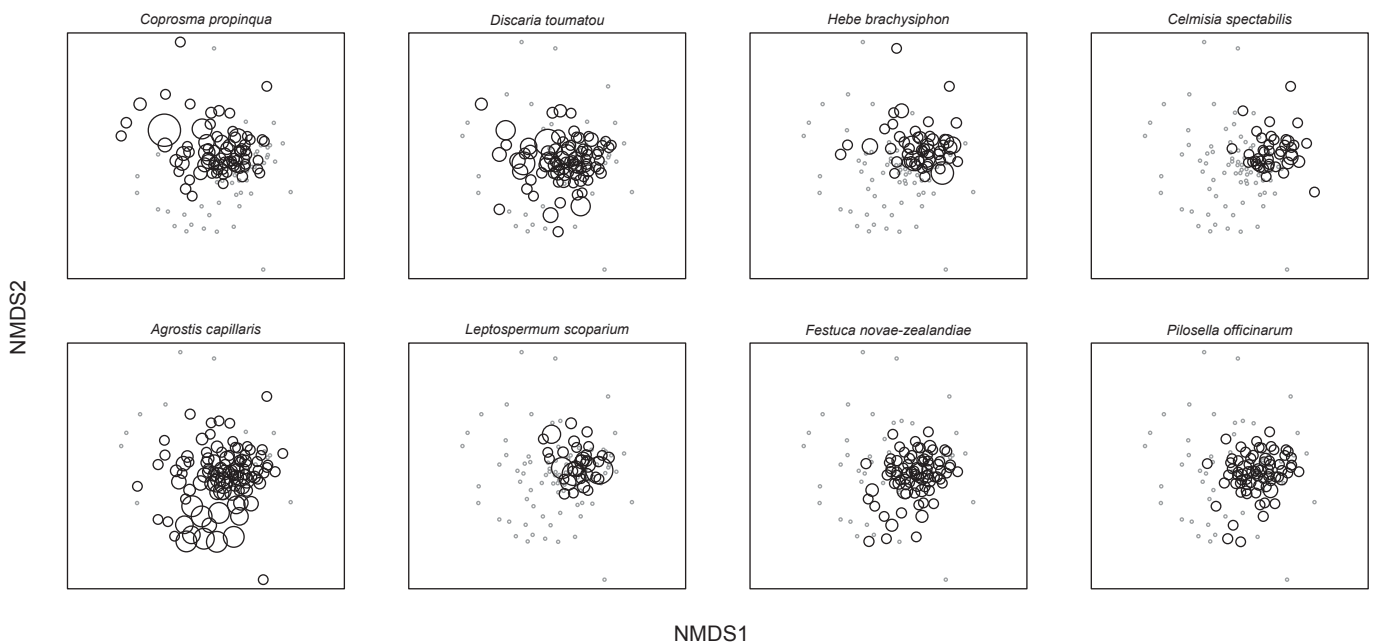 Coprosma propinqua
Discaria toumatou
Hebe brachysiphon
Celmisia spectabilis
NMDS2
Agrostis capillaris
Leptospermum scoparium
Festuca novae-zealandiae
Pilosella officinarum
NMDS1